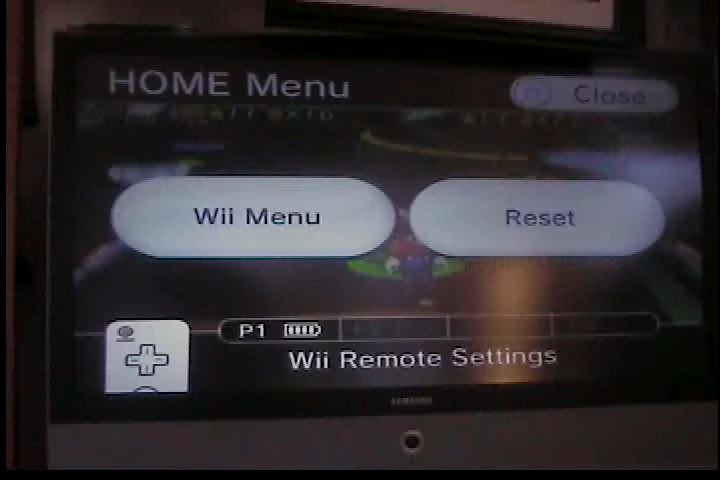 HOME Menu
Close
Wii Menu
Reset
P1
Wii Remote Settings
SAMSUNG